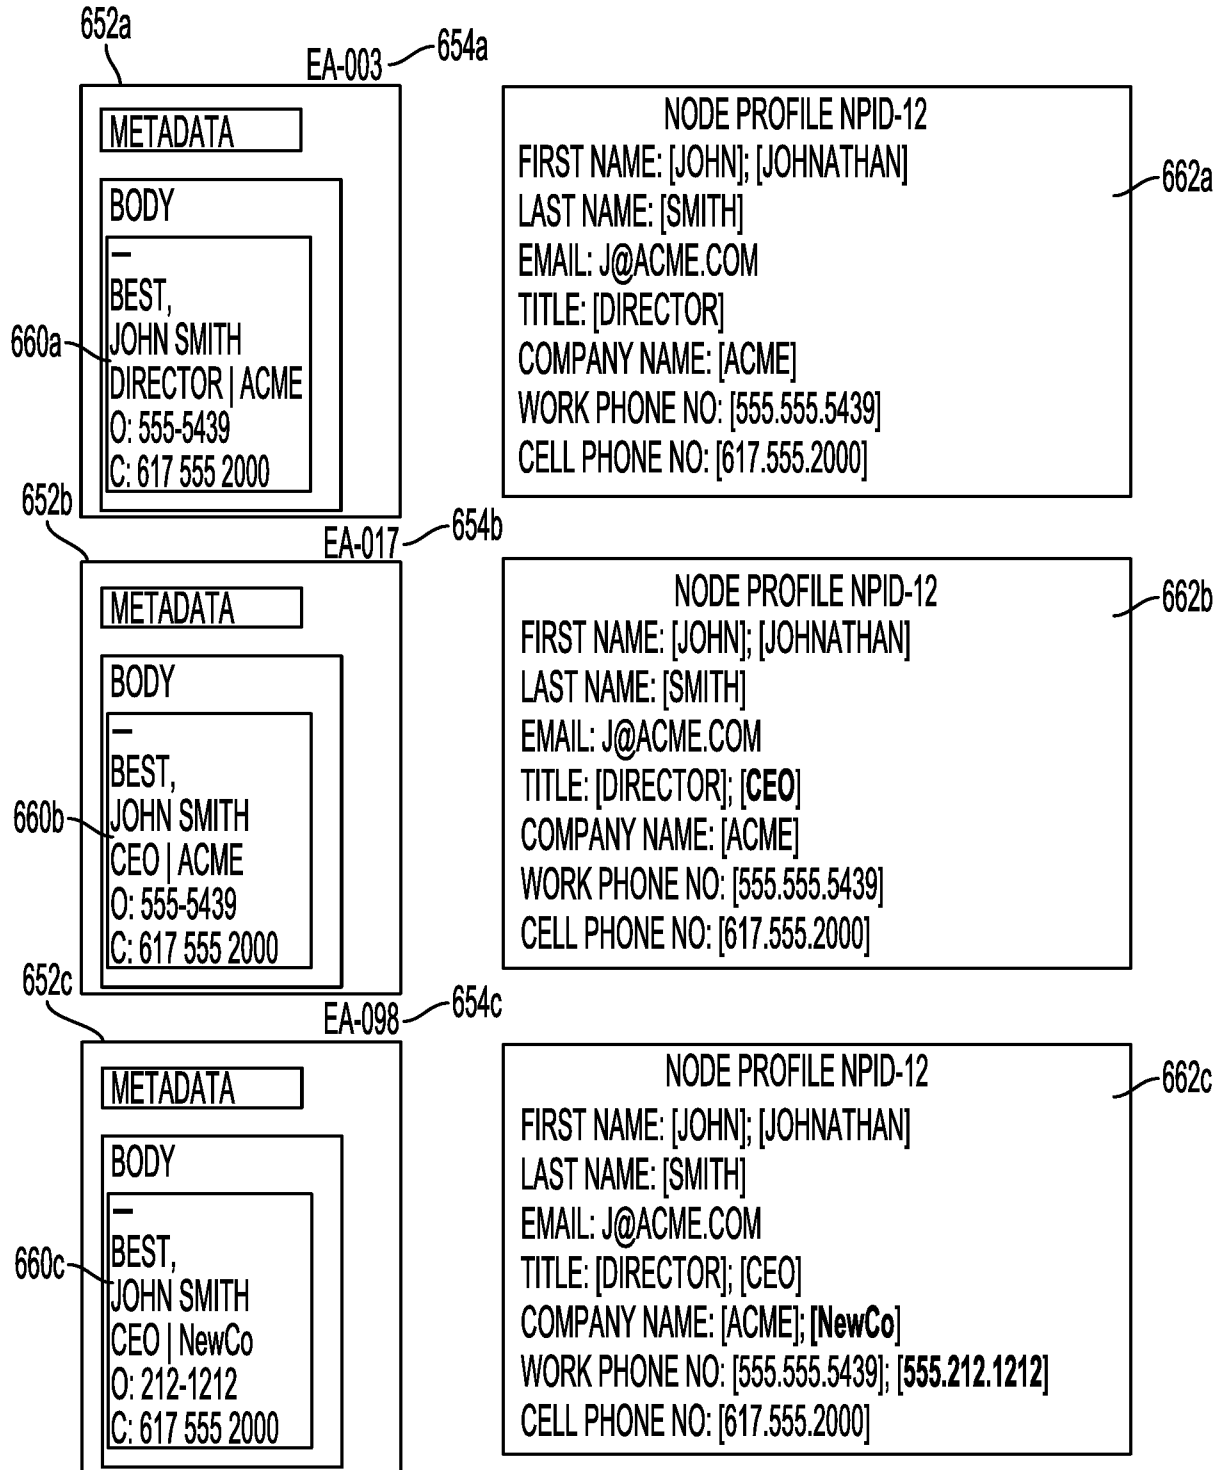 652a
EA-003
654a
METADATA
BODY
—
BEST,
JOHN SMITH
DIRECTOR | ACME
O: 555-5439
C: 617 555 2000
660a
NODE PROFILE NPID-12
FIRST NAME: [JOHN]; [JOHNATHAN]
LAST NAME: [SMITH]
EMAIL: J@ACME.COM
TITLE: [DIRECTOR]
COMPANY NAME: [ACME]
WORK PHONE NO: [555.555.5439]
CELL PHONE NO: [617.555.2000]
662a
652b
EA-017
654b
METADATA
BODY
—
BEST,
JOHN SMITH
CEO | ACME
O: 555-5439
C: 617 555 2000
660b
NODE PROFILE NPID-12
FIRST NAME: [JOHN]; [JOHNATHAN]
LAST NAME: [SMITH]
EMAIL: J@ACME.COM
TITLE: [DIRECTOR]; [CEO]
COMPANY NAME: [ACME]
WORK PHONE NO: [555.555.5439]
CELL PHONE NO: [617.555.2000]
662b
652c
EA-098
654c
METADATA
BODY
—
BEST,
JOHN SMITH
CEO | NewCo
O: 212-1212
C: 617 555 2000
660c
NODE PROFILE NPID-12
FIRST NAME: [JOHN]; [JOHNATHAN]
LAST NAME: [SMITH]
EMAIL: J@ACME.COM
TITLE: [DIRECTOR]; [CEO]
COMPANY NAME: [ACME]; [NewCo]
WORK PHONE NO: [555.555.5439]; [555.212.1212]
CELL PHONE NO: [617.555.2000]
662c